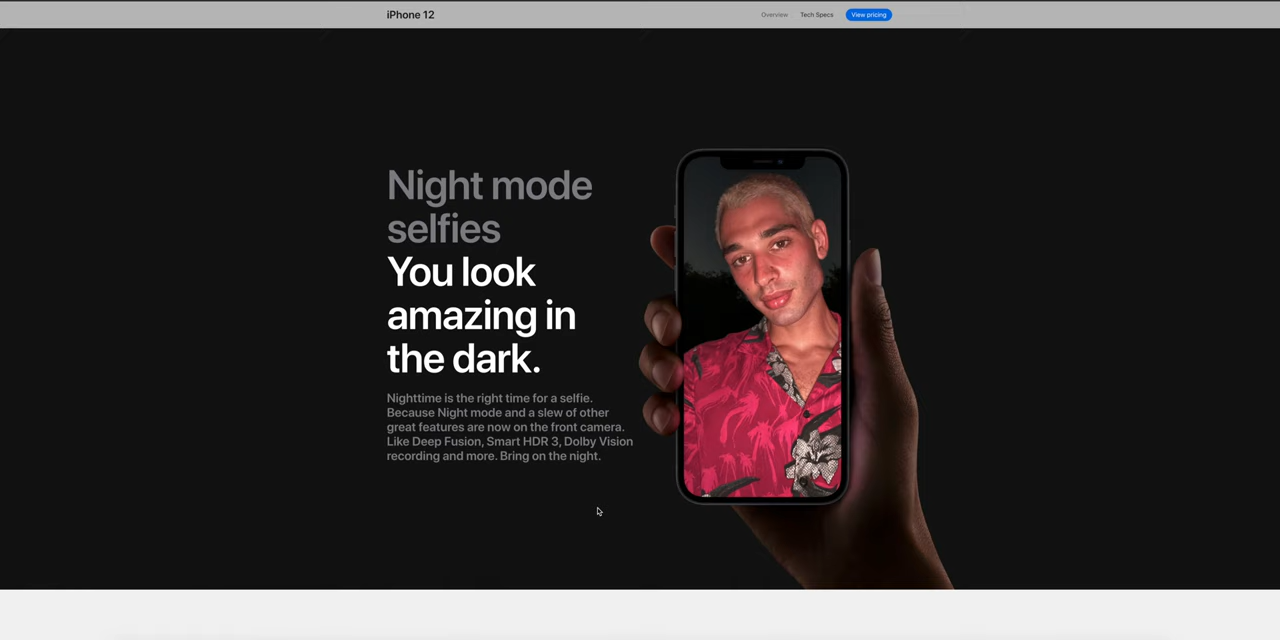 iPhone 12
Overview Tech Specs View pricing
Night mode
selfies
You look
amazing in
the dark.
Nighttime is the right time for a selfie.
Because Night mode and a slew of other
great features are now on the front camera.
Like Deep Fusion, Smart HDR 3, Dolby Vision
recording and more. Bring on the night.